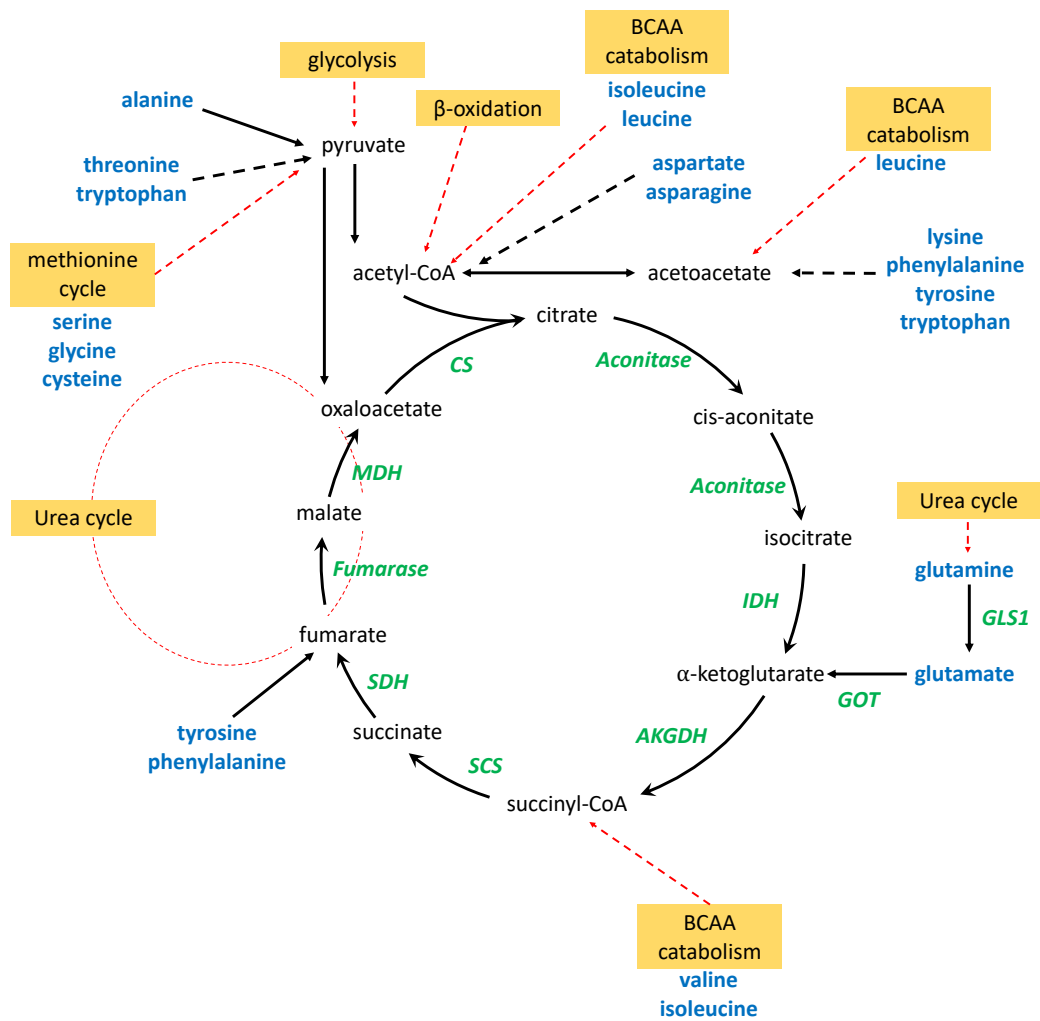 BCAA
catabolism
isoleucine
leucine
glycolysis
β-oxidation
BCAA
catabolism
leucine
alanine
pyruvate
threonine
tryptophan
aspartate
asparagine
methionine
cycle
serine
glycine
cysteine
acetyl-CoA
acetoacetate
lysine
phenylalanine
tyrosine
tryptophan
citrate
CS
Aconitase
oxaloacetate
cis-aconitate
MDH
Aconitase
Urea cycle
malate
isocitrate
Urea cycle
Fumarase
glutamine
IDH
GLS1
fumarate
α-ketoglutarate
glutamate
SDH
GOT
tyrosine
phenylalanine
succinate
AKGDH
SCS
succinyl-CoA
BCAA
catabolism
valine
isoleucine